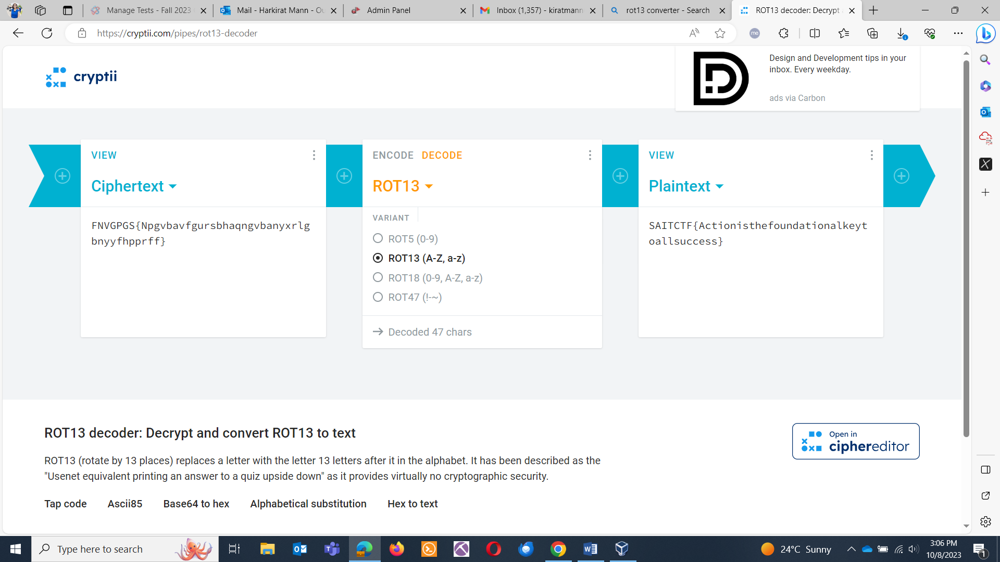 Manage Tests - Fall 2023
Mail - Harkirat Mann - Ou
Admin Panel
Inbox (1,357) - kiratmann
rot13 converter - Search
ROT13 decoder: Decrypt
https://cryptii.com/pipes/rot13-decoder
me
cryptii
Design and Development tips in your
inbox. Every weekday.
ads via Carbon
VIEW
Ciphertext
FNVGPGS{Npgvbavfgursbhaqngvbanyxrlg
bnyyfhpprff}
ENCODE DECODE
ROT13
VARIANT
ROT5 (0-9)
ROT13 (A-Z, a-z)
ROT18 (0-9, A-Z, a-z)
ROT47 (!-~)
→ Decoded 47 chars
VIEW
Plaintext
SAITCTF{Actionisthefoundationalkeyt
oallsuccess}
ROT13 decoder: Decrypt and convert ROT13 to text
ROT13 (rotate by 13 places) replaces a letter with the letter 13 letters after it in the alphabet. It has been described as the
"Usenet equivalent printing an answer to a quiz upside down" as it provides virtually no cryptographic security.
Open in
ciphereditor
Tap code Ascii85 Base64 to hex Alphabetical substitution Hex to text
Type here to search
24°C Sunny
3:06 PM
10/8/2023
1